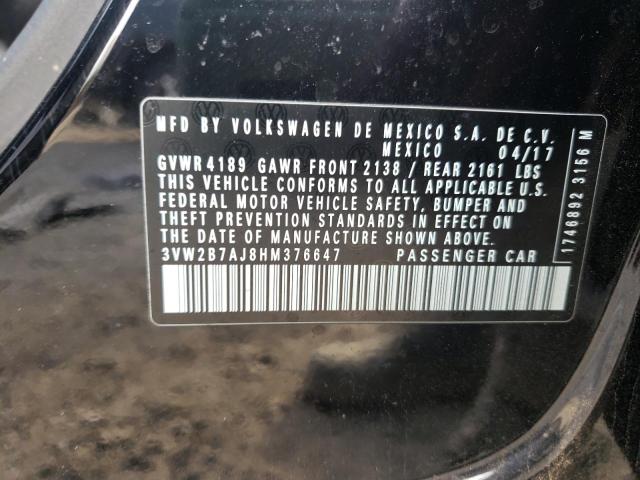 MFD BY VOLKSWAGEN DE MEXICO S.A. DE C.V.
MEXICO 04/17
GVWR 4189 GAWR FRONT 2138 / REAR 2161 LBS
THIS VEHICLE CONFORMS TO ALL APPLICABLE U.S.
FEDERAL MOTOR VEHICLE SAFETY, BUMPER AND
THEFT PREVENTION STANDARDS IN EFFECT ON
THE DATE OF MANUFACTURE SHOWN ABOVE.
3VW2B7AJ8HM376647 PASSENGER CAR
1746892 3156 M